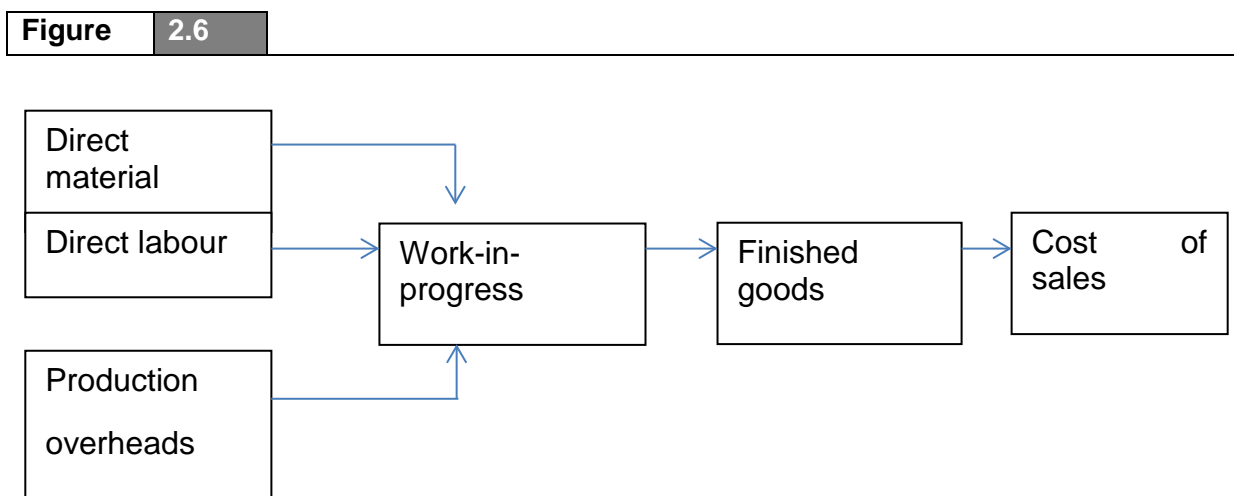 Figure 2.6
Direct
material
Direct labour
Work-in-
progress
Finished
goods
Cost of
sales
Production
overheads